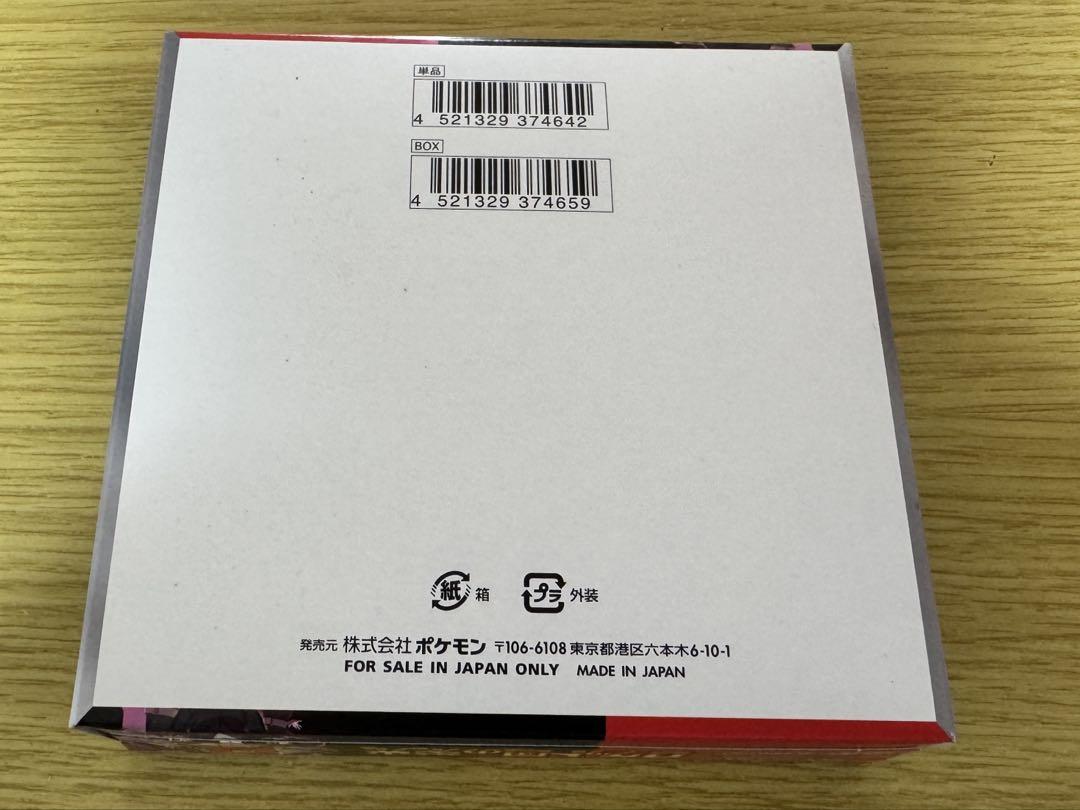 単品
4 521329 374642
BOX
4 521329 374659
紙 箱 プラ 外装
発売元 株式会社 ポケモン 〒106-6108 東京都港区六本木6-10-1
FOR SALE IN JAPAN ONLY MADE IN JAPAN